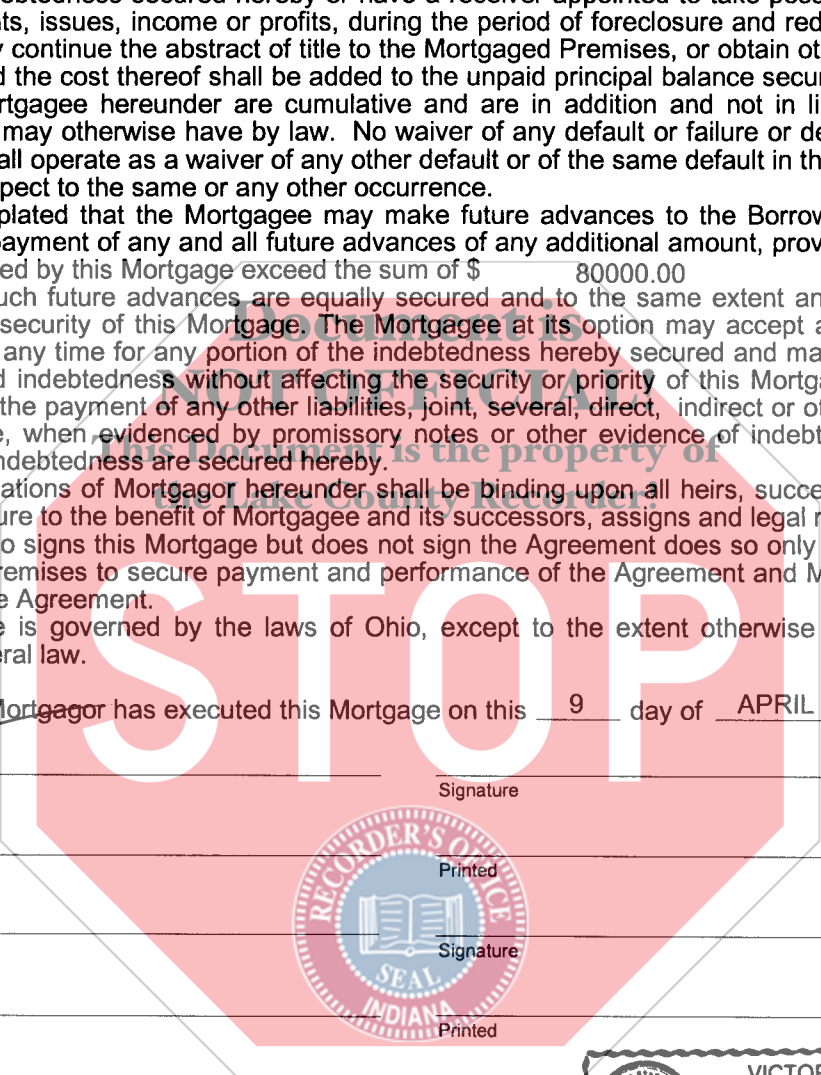 btedness secured hereby or have a receiver appointed to take poss
nts, issues, income or profits, during the period of foreclosure and red
y continue the abstract of title to the Mortgaged Premises, or obtain ot
d the cost thereof shall be added to the unpaid principal balance secur
rtgagee hereunder are cumulative and are in addition and not in li
may otherwise have by law. No waiver of any default or failure or de
all operate as a waiver of any other default or of the same default in th
pect to the same or any other occurrence.
plated that the Mortgagee may make future advances to the Borrow
payment of any and all future advances of any additional amount, prov
ed by this Mortgage exceed the sum of $ 80000.00
uch future advances are equally secured and to the same extent an
Document is
security of this Mortgage. The Mortgagee at its option may accept a
any time for any portion of the indebtedness hereby secured and ma
NOT OFFICIAL!
d indebtedness without affecting the security or priority of this Mortga
the payment of any other liabilities, joint, several, direct, indirect or ot
e, when evidenced by promissory notes or other evidence of indebt
This Document is the property of
ndebtedness are secured hereby.
ations of Mortgagor hereunder shall be binding upon all heirs, succe
the Lake County Recorder!
ure to the benefit of Mortgagee and its successors, assigns and legal r
o signs this Mortgage but does not sign the Agreement does so only
remises to secure payment and performance of the Agreement and M
e Agreement.
e is governed by the laws of Ohio, except to the extent otherwise
eral law.
STOP
Mortgagor has executed this Mortgage on this 9 day of APRIL
Signature
Printed
Signature
Printed
RECORDER'S OFFICE
SEAL
INDIANA
VICTOR